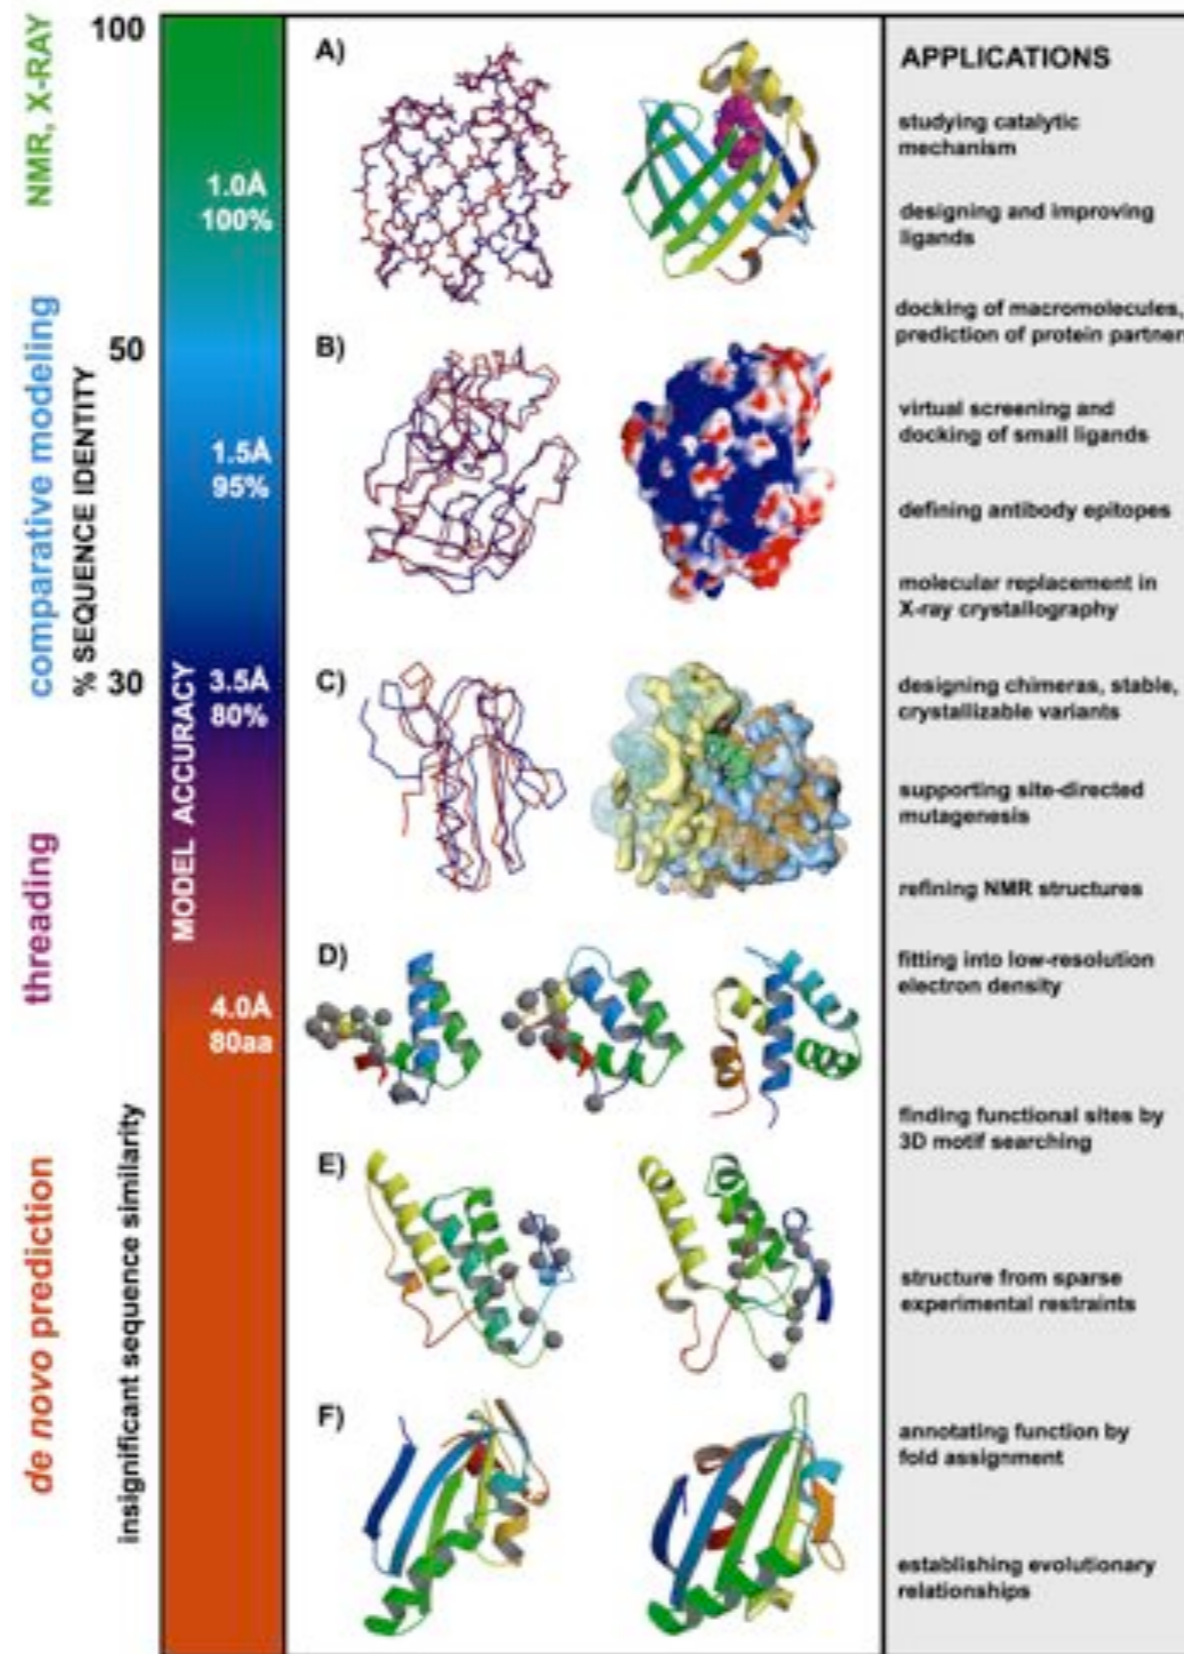 NMR, X-RAY
comparative modeling
threading
de novo prediction
100
50
30
% SEQUENCE IDENTITY
insignificant sequence similarity
MODEL ACCURACY
1.0Å
100%
1.5Å
95%
3.5Å
80%
4.0Å
80aa
A)
B)
C)
D)
E)
F)
APPLICATIONS
studying catalytic
mechanism
designing and improving
ligands
docking of macromolecules,
prediction of protein partner
virtual screening and
docking of small ligands
defining antibody epitopes
molecular replacement in
X-ray crystallography
designing chimeras, stable,
crystallizable variants
supporting site-directed
mutagenesis
refining NMR structures
fitting into low-resolution
electron density
finding functional sites by
3D motif searching
structure from sparse
experimental restraints
annotating function by
fold assignment
establishing evolutionary
relationships